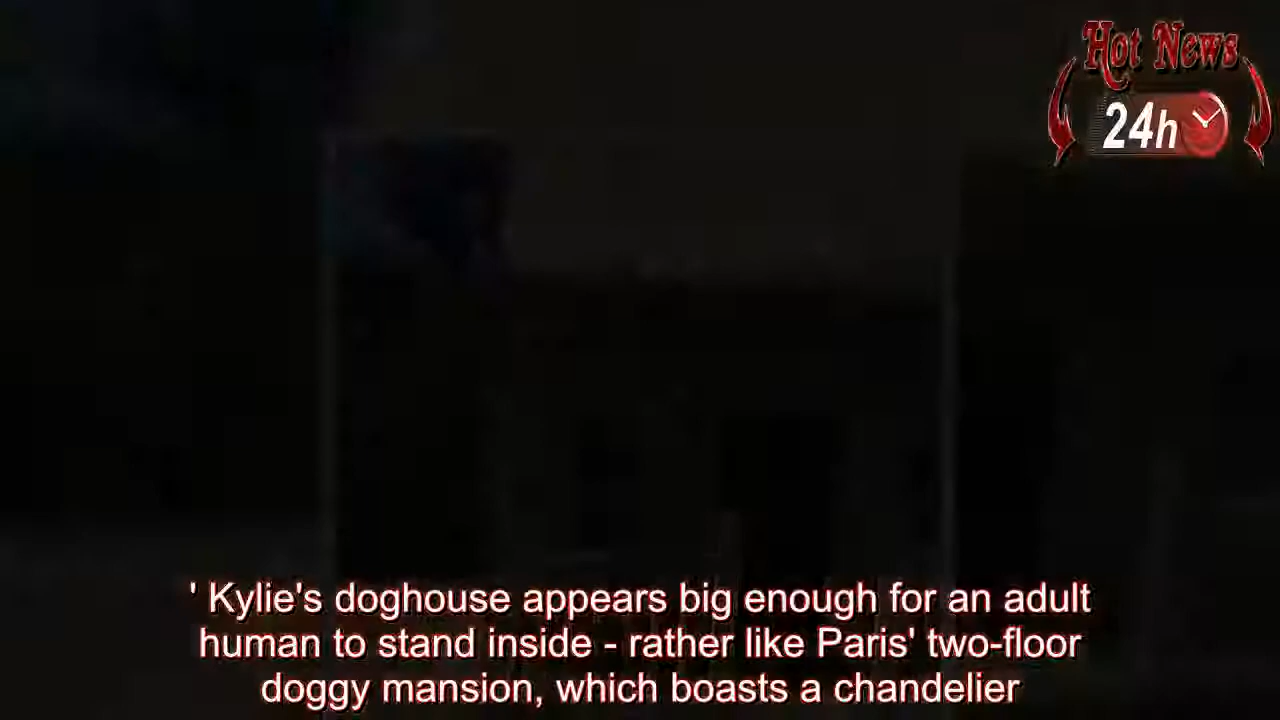 Hot News
24h
' Kylie's doghouse appears big enough for an adult
human to stand inside - rather like Paris' two-floor
doggy mansion, which boasts a chandelier